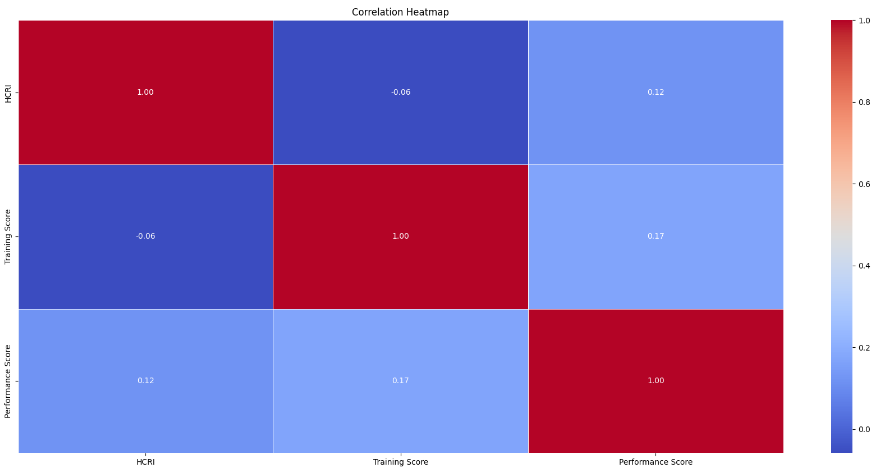 Correlation Heatmap
HCRI
1.00
-0.06
0.12
Training Score
-0.06
1.00
0.17
Performance Score
0.12
0.17
1.00
HCRI
Training Score
Performance Score
1.0
0.8
0.6
0.4
0.2
0.0